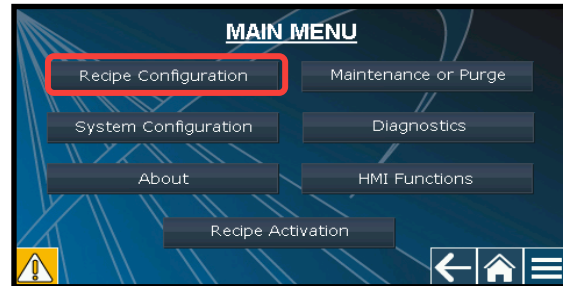 MAIN MENU
Recipe Configuration
Maintenance or Purge
System Configuration
Diagnostics
About
HMI Functions
Recipe Activation